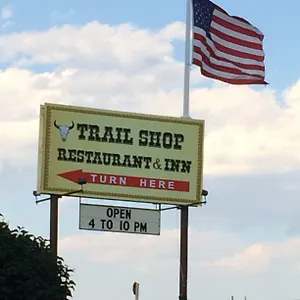 TRAIL SHOP
RESTAURANT & INN
TURN HERE
OPEN
4 TO 10 PM